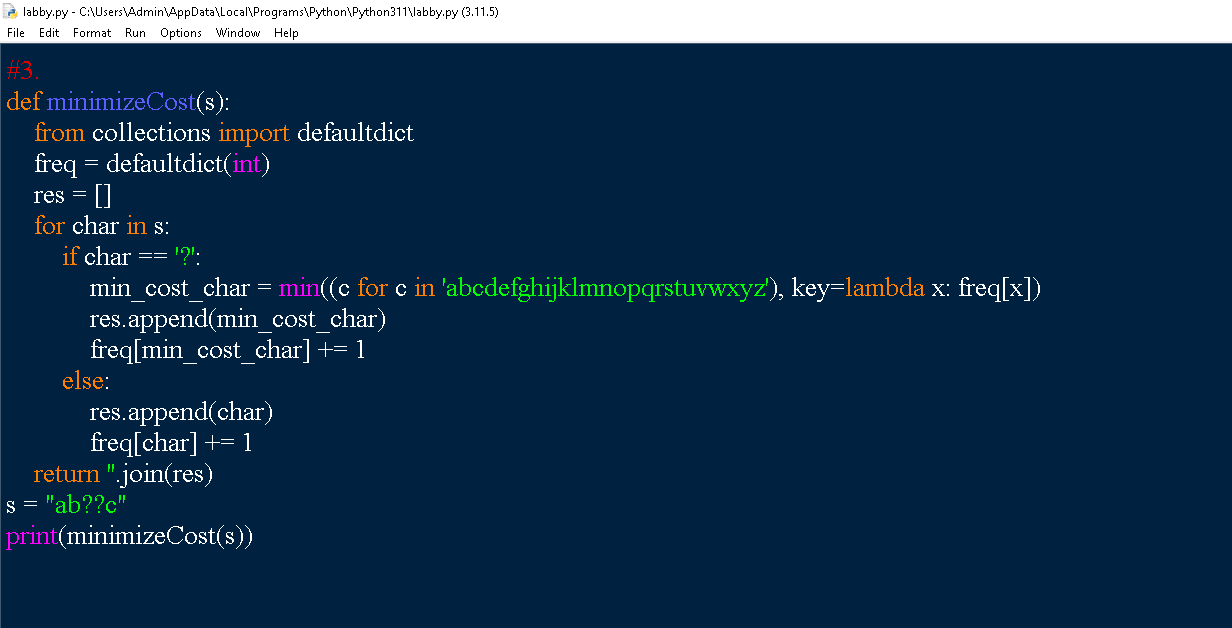 labby.py - C:\Users\Admin\AppData\Local\Programs\Python\Python311\labby.py (3.11.5)
File Edit Format Run Options Window Help
#3.
def minimizeCost(s):
    from collections import defaultdict
    freq = defaultdict(int)
    res = []
    for char in s:
        if char == '?':
            min_cost_char = min((c for c in 'abcdefghijklmnopqrstuvwxyz'), key=lambda x: freq[x])
            res.append(min_cost_char)
            freq[min_cost_char] += 1
        else:
            res.append(char)
            freq[char] += 1
    return ''.join(res)
s = "ab??c"
print(minimizeCost(s))